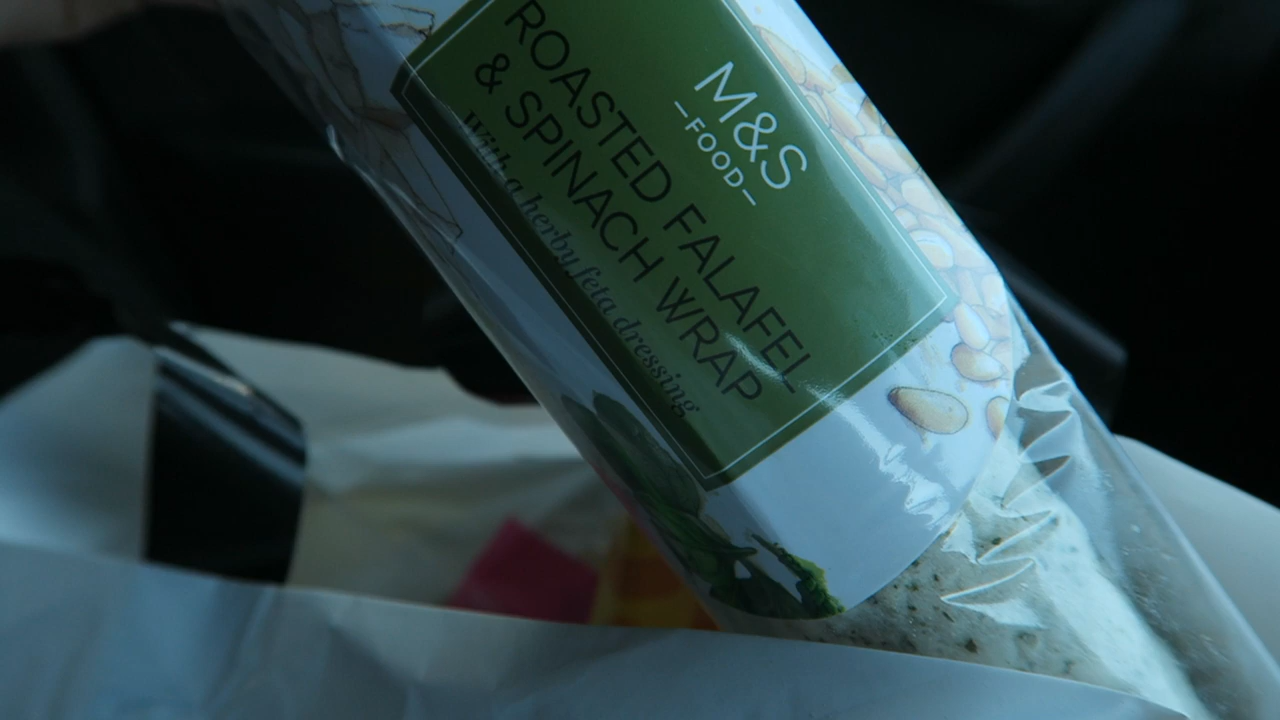 M&S
—FOOD—
ROASTED FALAFEL
& SPINACH WRAP
With a herby feta dressing